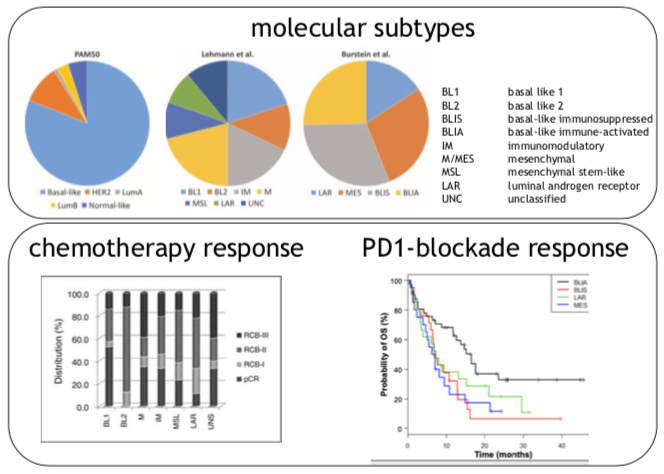 molecular subtypes
PAM50
Lehmann et al.
Burstein et al.
Basal-like HER2 LumA
LumB Normal-like
BL1 BL2 IM M
MSL LAR UNC
LAR MES BLIS BLIA
BL1 basal like 1
BL2 basal like 2
BLIS basal-like immunosuppressed
BLIA basal-like immune-activated
IM immunomodulatory
M/MES mesenchymal
MSL mesenchymal stem-like
LAR luminal androgen receptor
UNC unclassified
chemotherapy response
Distribution (%)
100.0
80.0
60.0
40.0
20.0
0.0
BL1 BL2 M IM MSL LAR UNS
RCB-III
RCB-II
RCB-I
pCR
PD1-blockade response
Probability of OS (%)
100
80
60
40
20
0
0 10 20 30 40
Time (months)
BLIA
BLIS
LAR
MES